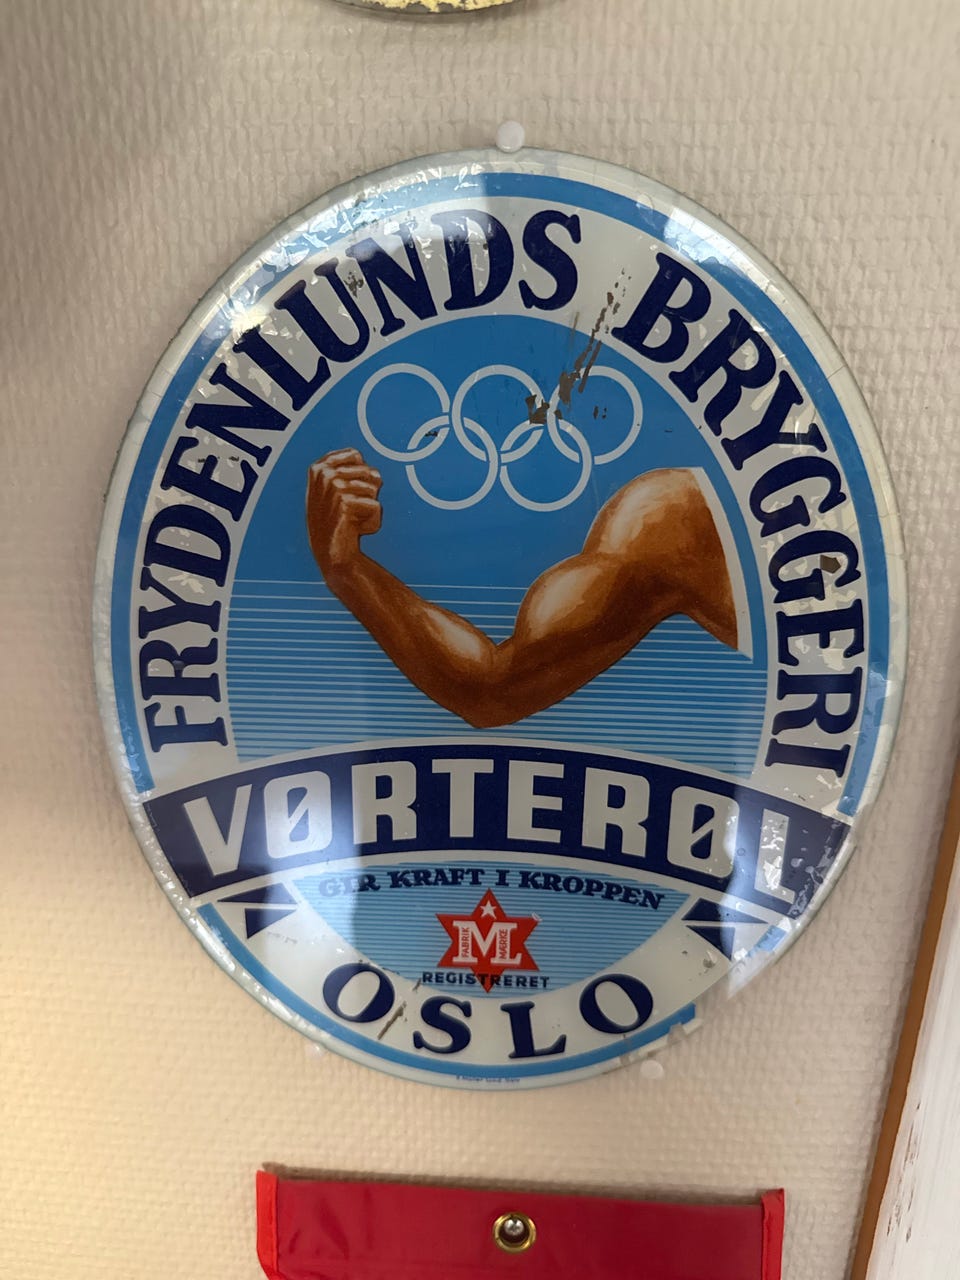 FRYDENLUNDS BRYGGERI
VØRTERØL
GIR KRAFT I KROPPEN
FABRIK M MÆRKE
REGISTRERET
OSLO